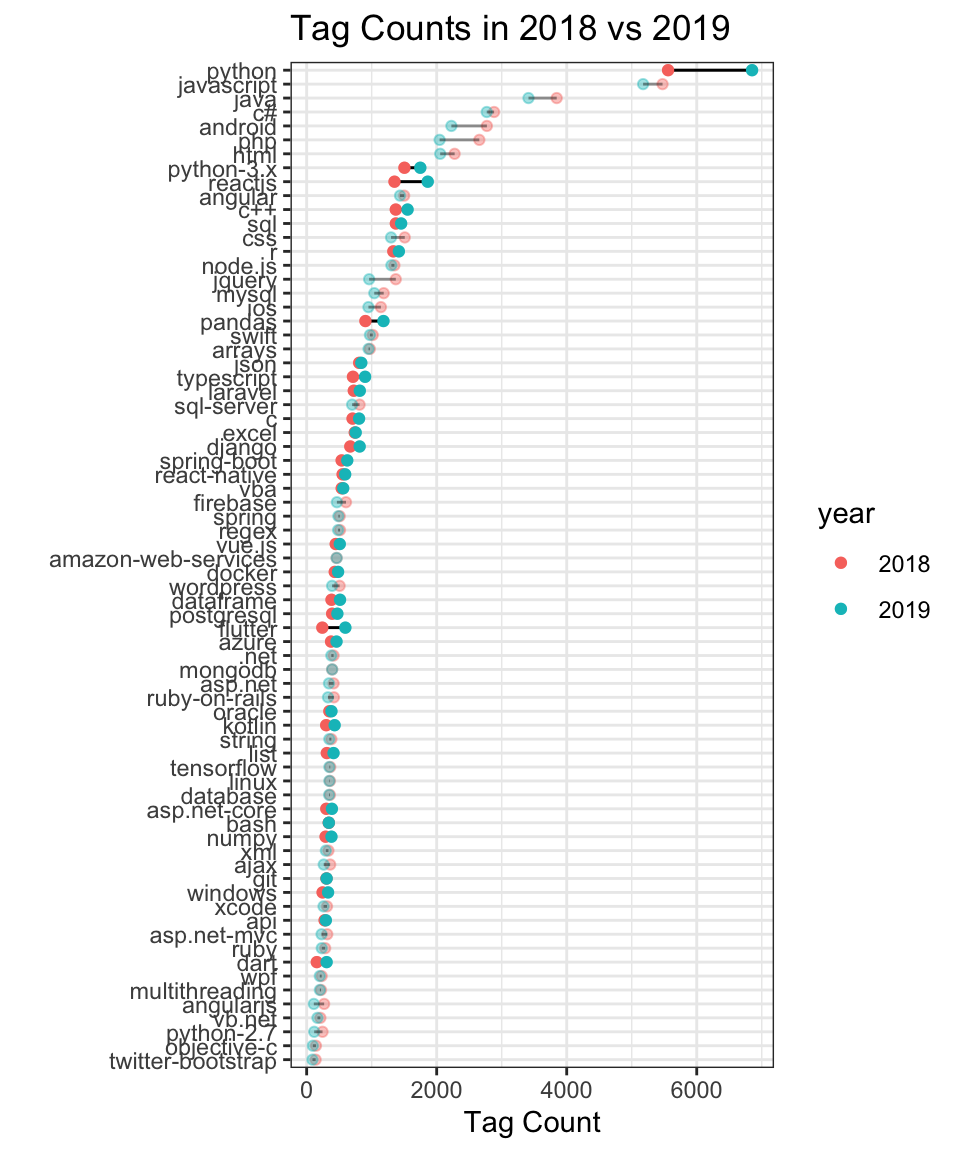 Tag Counts in 2018 vs 2019
python
javascript
java
c#
android
php
html
python-3.x
reactjs
angular
c++
sql
css
r
node.js
jquery
mysql
ios
pandas
swift
arrays
json
typescript
laravel
sql-server
c
excel
django
spring-boot
react-native
vba
firebase
spring
regex
vue.js
amazon-web-services
docker
wordpress
dataframe
postgresql
flutter
azure
.net
mongodb
asp.net
ruby-on-rails
oracle
kotlin
string
list
tensorflow
linux
database
asp.net-core
bash
numpy
xml
ajax
git
windows
xcode
api
asp.net-mvc
ruby
dart
wpf
multithreading
angularjs
vb.net
python-2.7
objective-c
twitter-bootstrap
0 2000 4000 6000
Tag Count
year
2018
2019